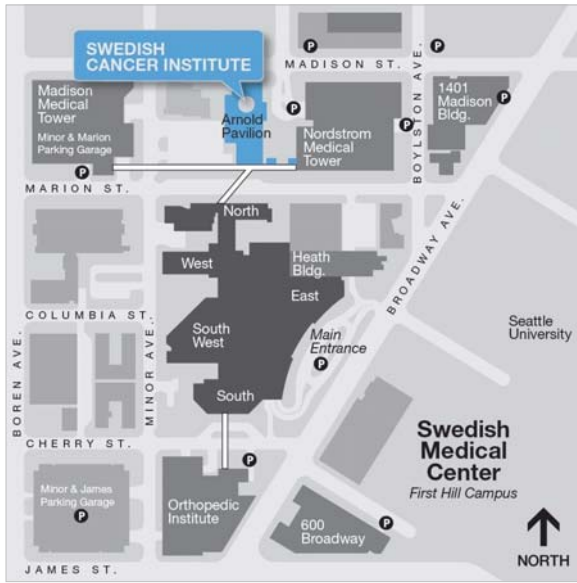 SWEDISH
CANCER INSTITUTE
P
P
MADISON ST.
BOYLSTON AVE.
Madison
Medical
Tower
Minor & Marion
Parking Garage
P
Arnold
Pavilion
P
Nordstrom
Medical
Tower
P
1401
Madison
Bldg.
P
MARION ST.
North
West
Heath
Bldg.
East
BROADWAY AVE.
COLUMBIA ST.
BOREN AVE.
MINOR AVE.
South
West
Main
Entrance
P
Seattle
University
South
CHERRY ST.
Swedish
Medical
Center
First Hill Campus
Minor & James
Parking Garage
P
P
Orthopedic
Institute
600
Broadway
P
NORTH
JAMES ST.